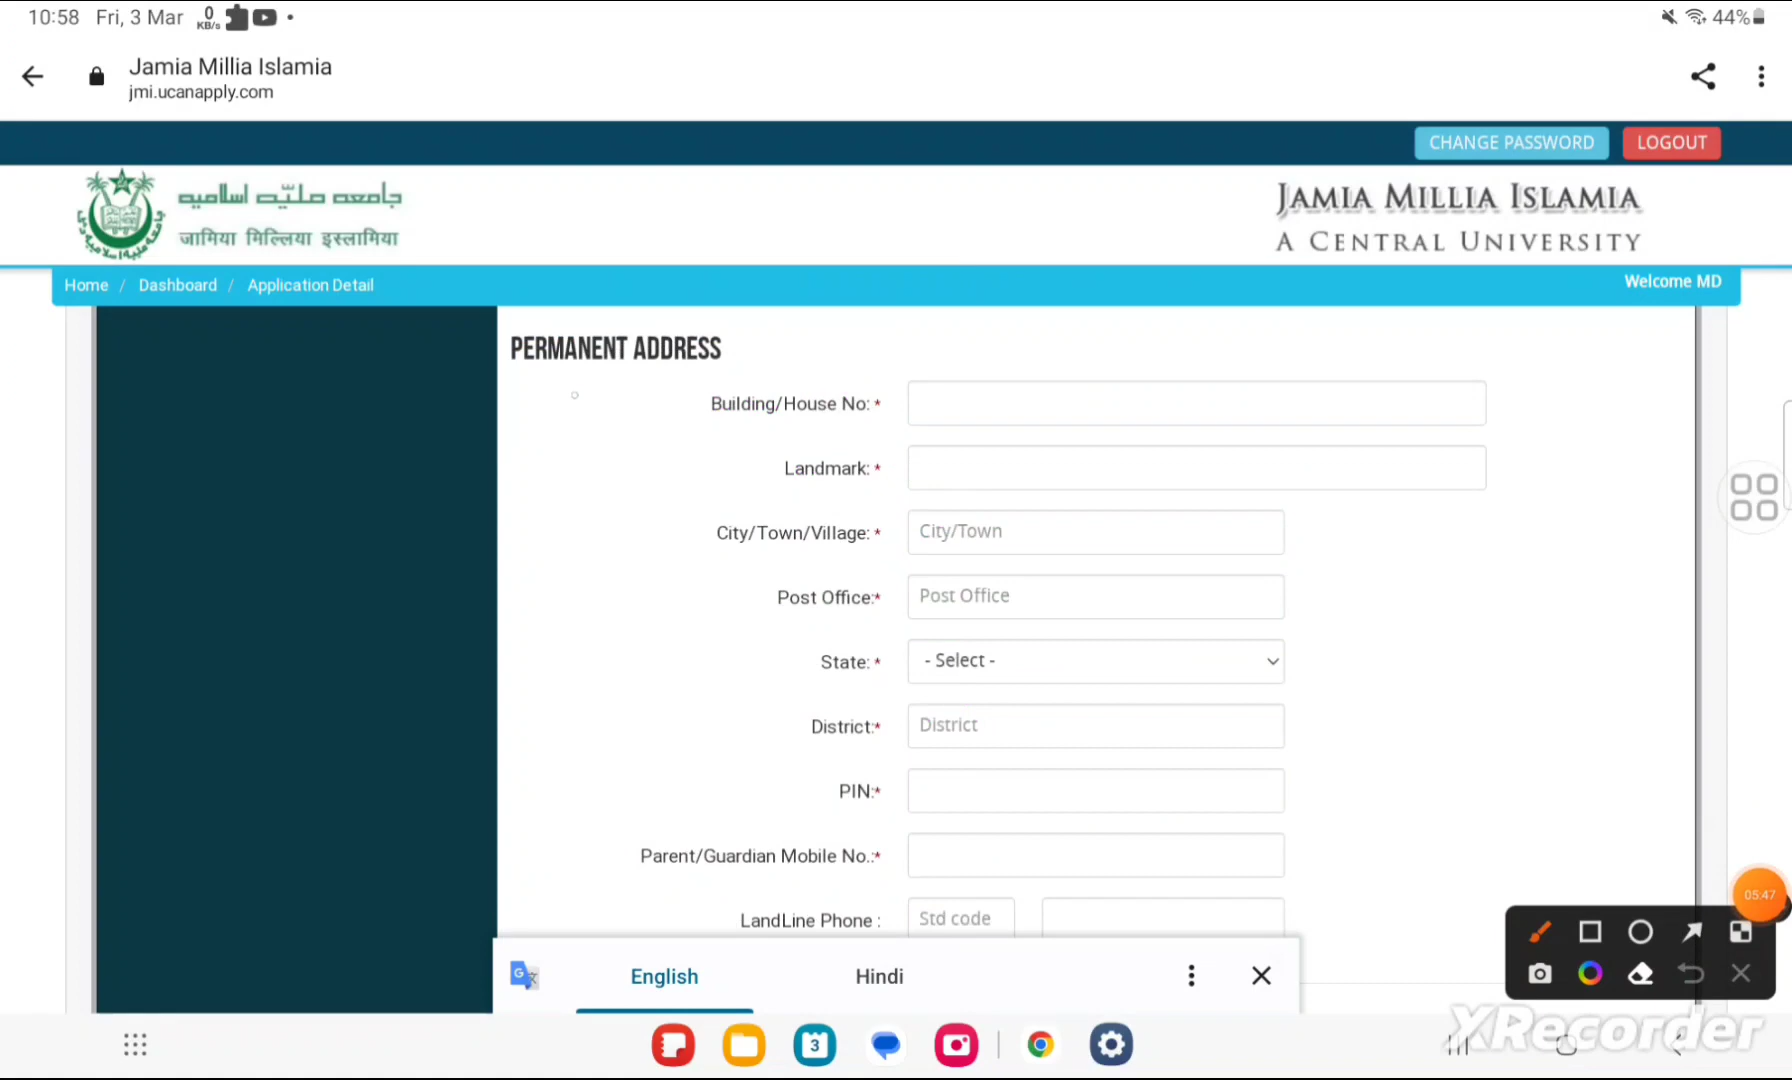 10:58 Fri, 3 Mar 0 KB/s 44%
Jamia Millia Islamia
jmi.ucanapply.com
CHANGE PASSWORD LOGOUT
جامعہ ملیّہ اسلامیہ
जामिया मिल्लिया इस्लामिया
JAMIA MILLIA ISLAMIA
A CENTRAL UNIVERSITY
Home / Dashboard / Application Detail Welcome MD
PERMANENT ADDRESS
Building/House No: *
Landmark: *
City/Town/Village: * City/Town
Post Office:* Post Office
State: * - Select -
District:* District
PIN:*
Parent/Guardian Mobile No.:*
LandLine Phone : Std code
05:47
English Hindi
3
XRecorder